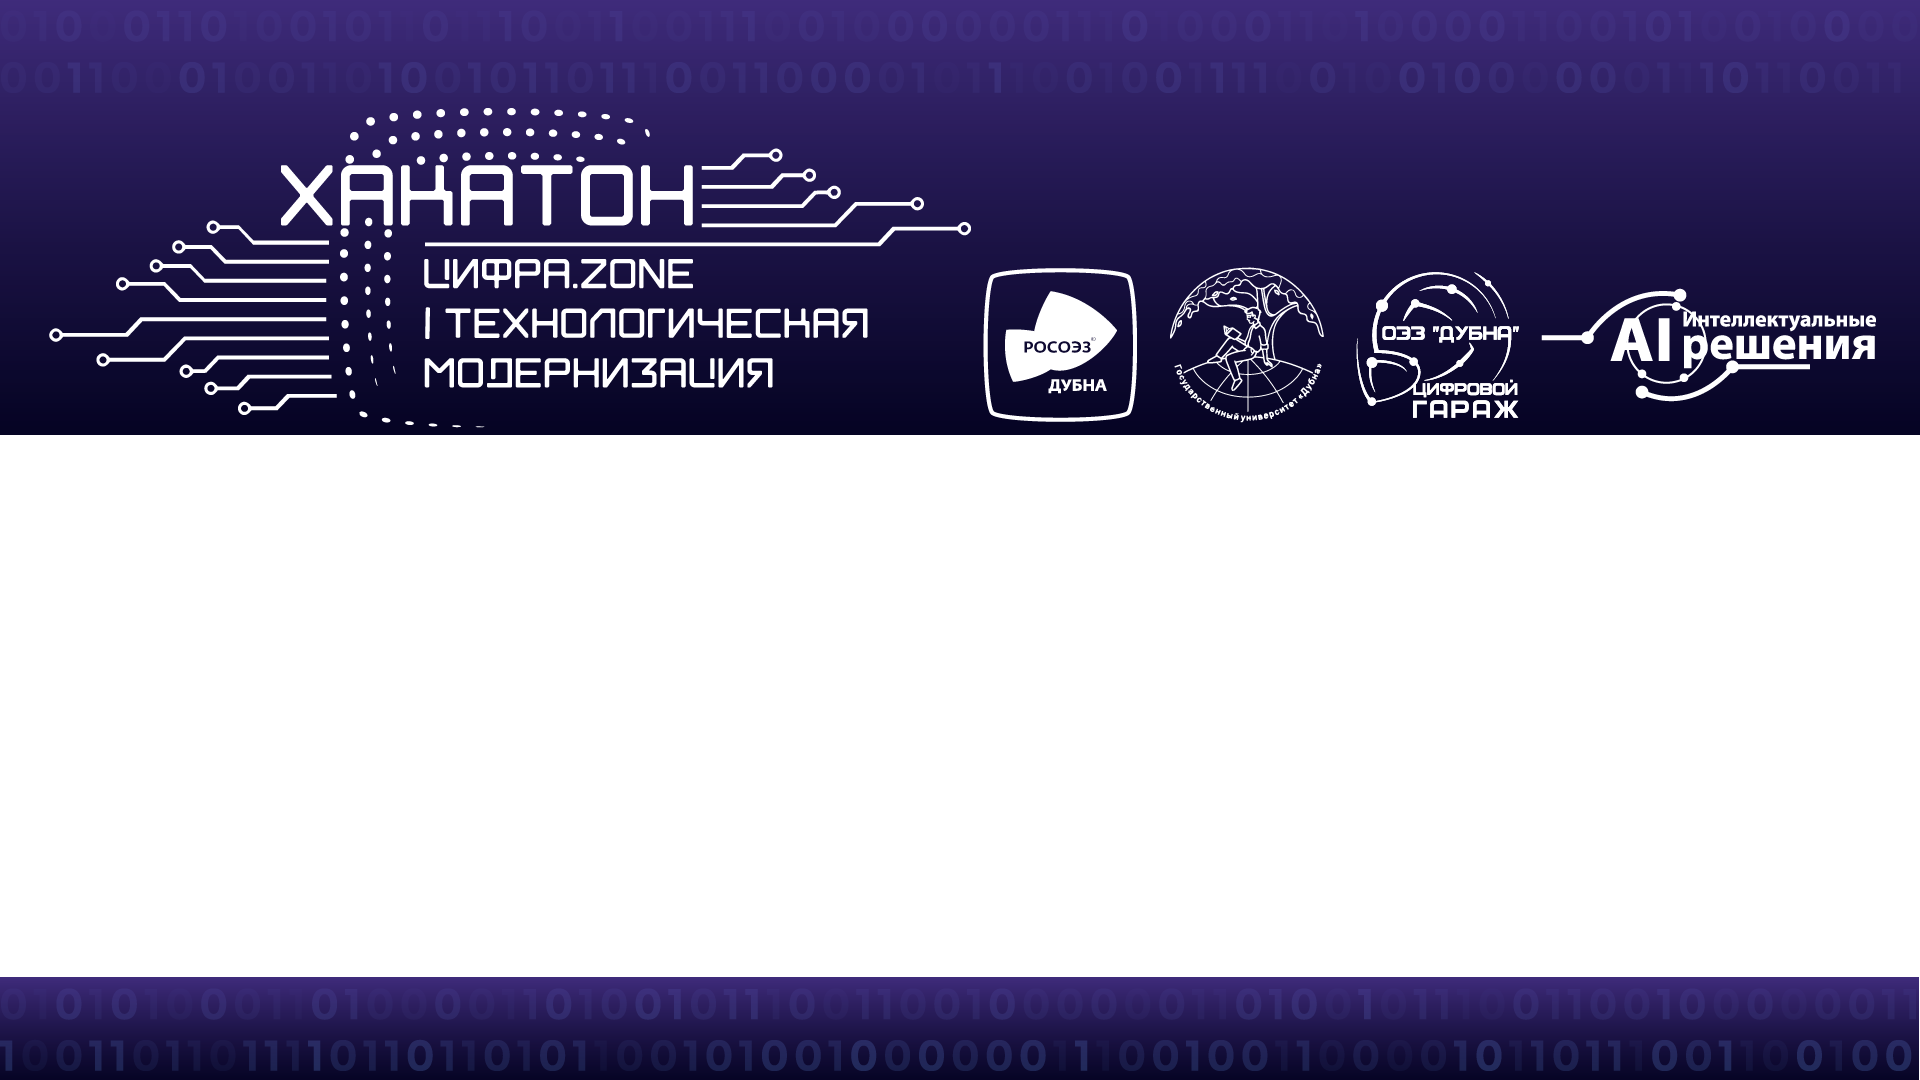 ХАКАТОН
ЦИФРА.ZONE
| ТЕХНОЛОГИЧЕСКАЯ
МОДЕРНИЗАЦИЯ
РОСОЭЗ©
ДУБНА
Государственный университет «Дубна»
ОЭЗ "ДУБНА"
ЦИФРОВОЙ
ГАРАЖ
AI Интеллектуальные
решения